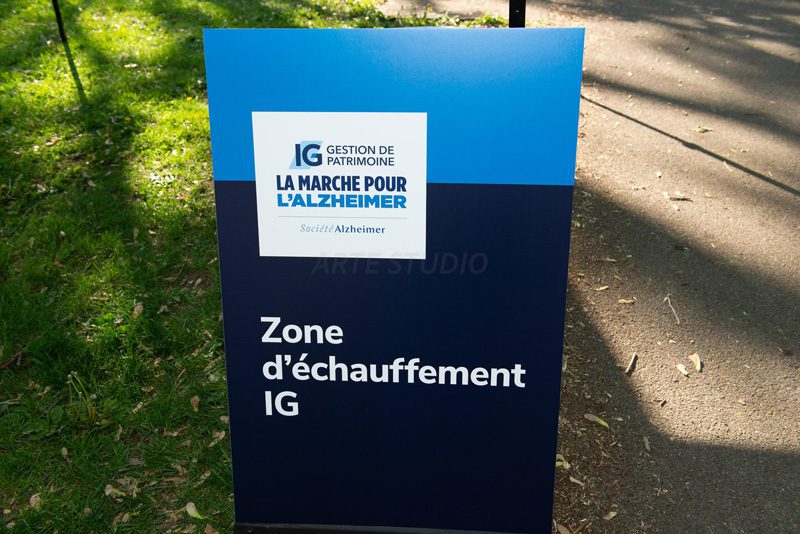 IG GESTION DE
PATRIMOINE
LA MARCHE POUR
L'ALZHEIMER
Société Alzheimer
ARTE STUDIO
Zone
d'échauffement
IG